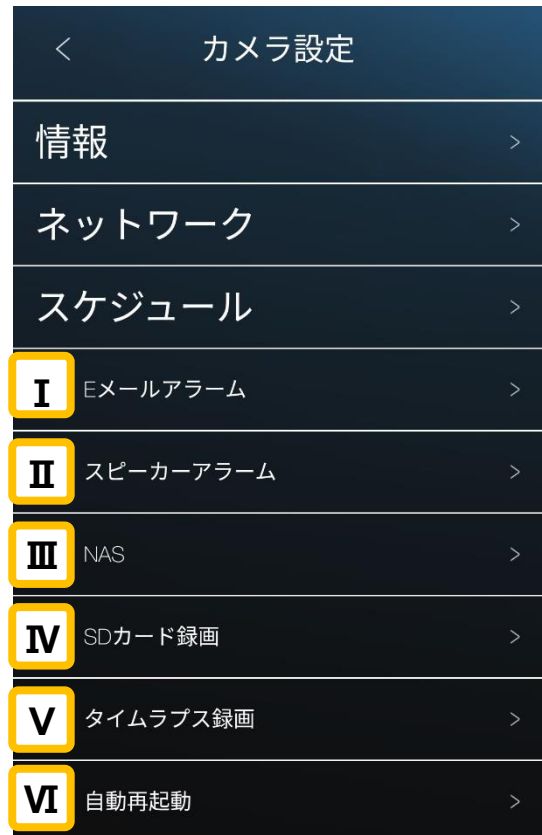 < カメラ設定
情報 >
ネットワーク >
スケジュール >
Ⅰ Eメールアラーム >
Ⅱ スピーカーアラーム >
Ⅲ NAS >
Ⅳ SDカード録画 >
Ⅴ タイムラプス録画 >
Ⅵ 自動再起動 >